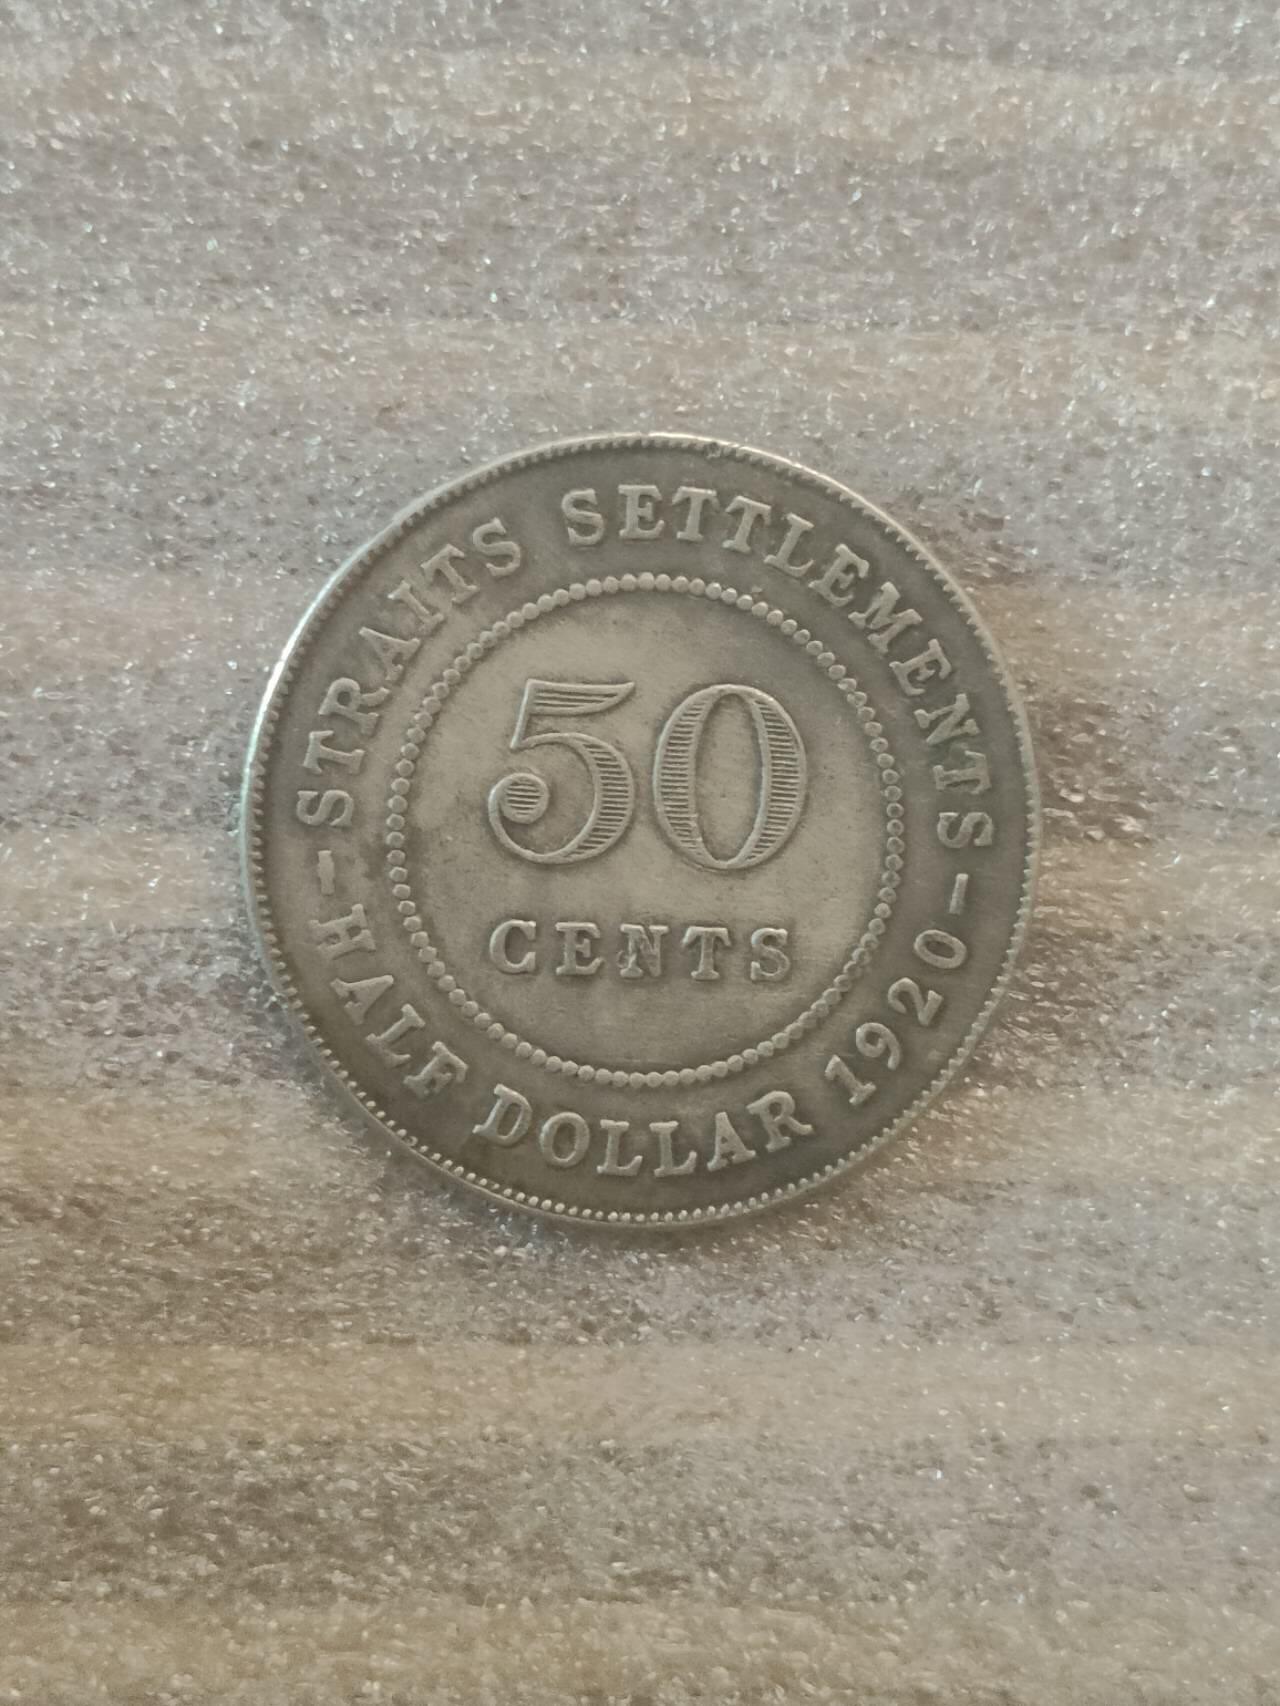 STRAITS SETTLEMENTS
50
CENTS
HALF DOLLAR 1920